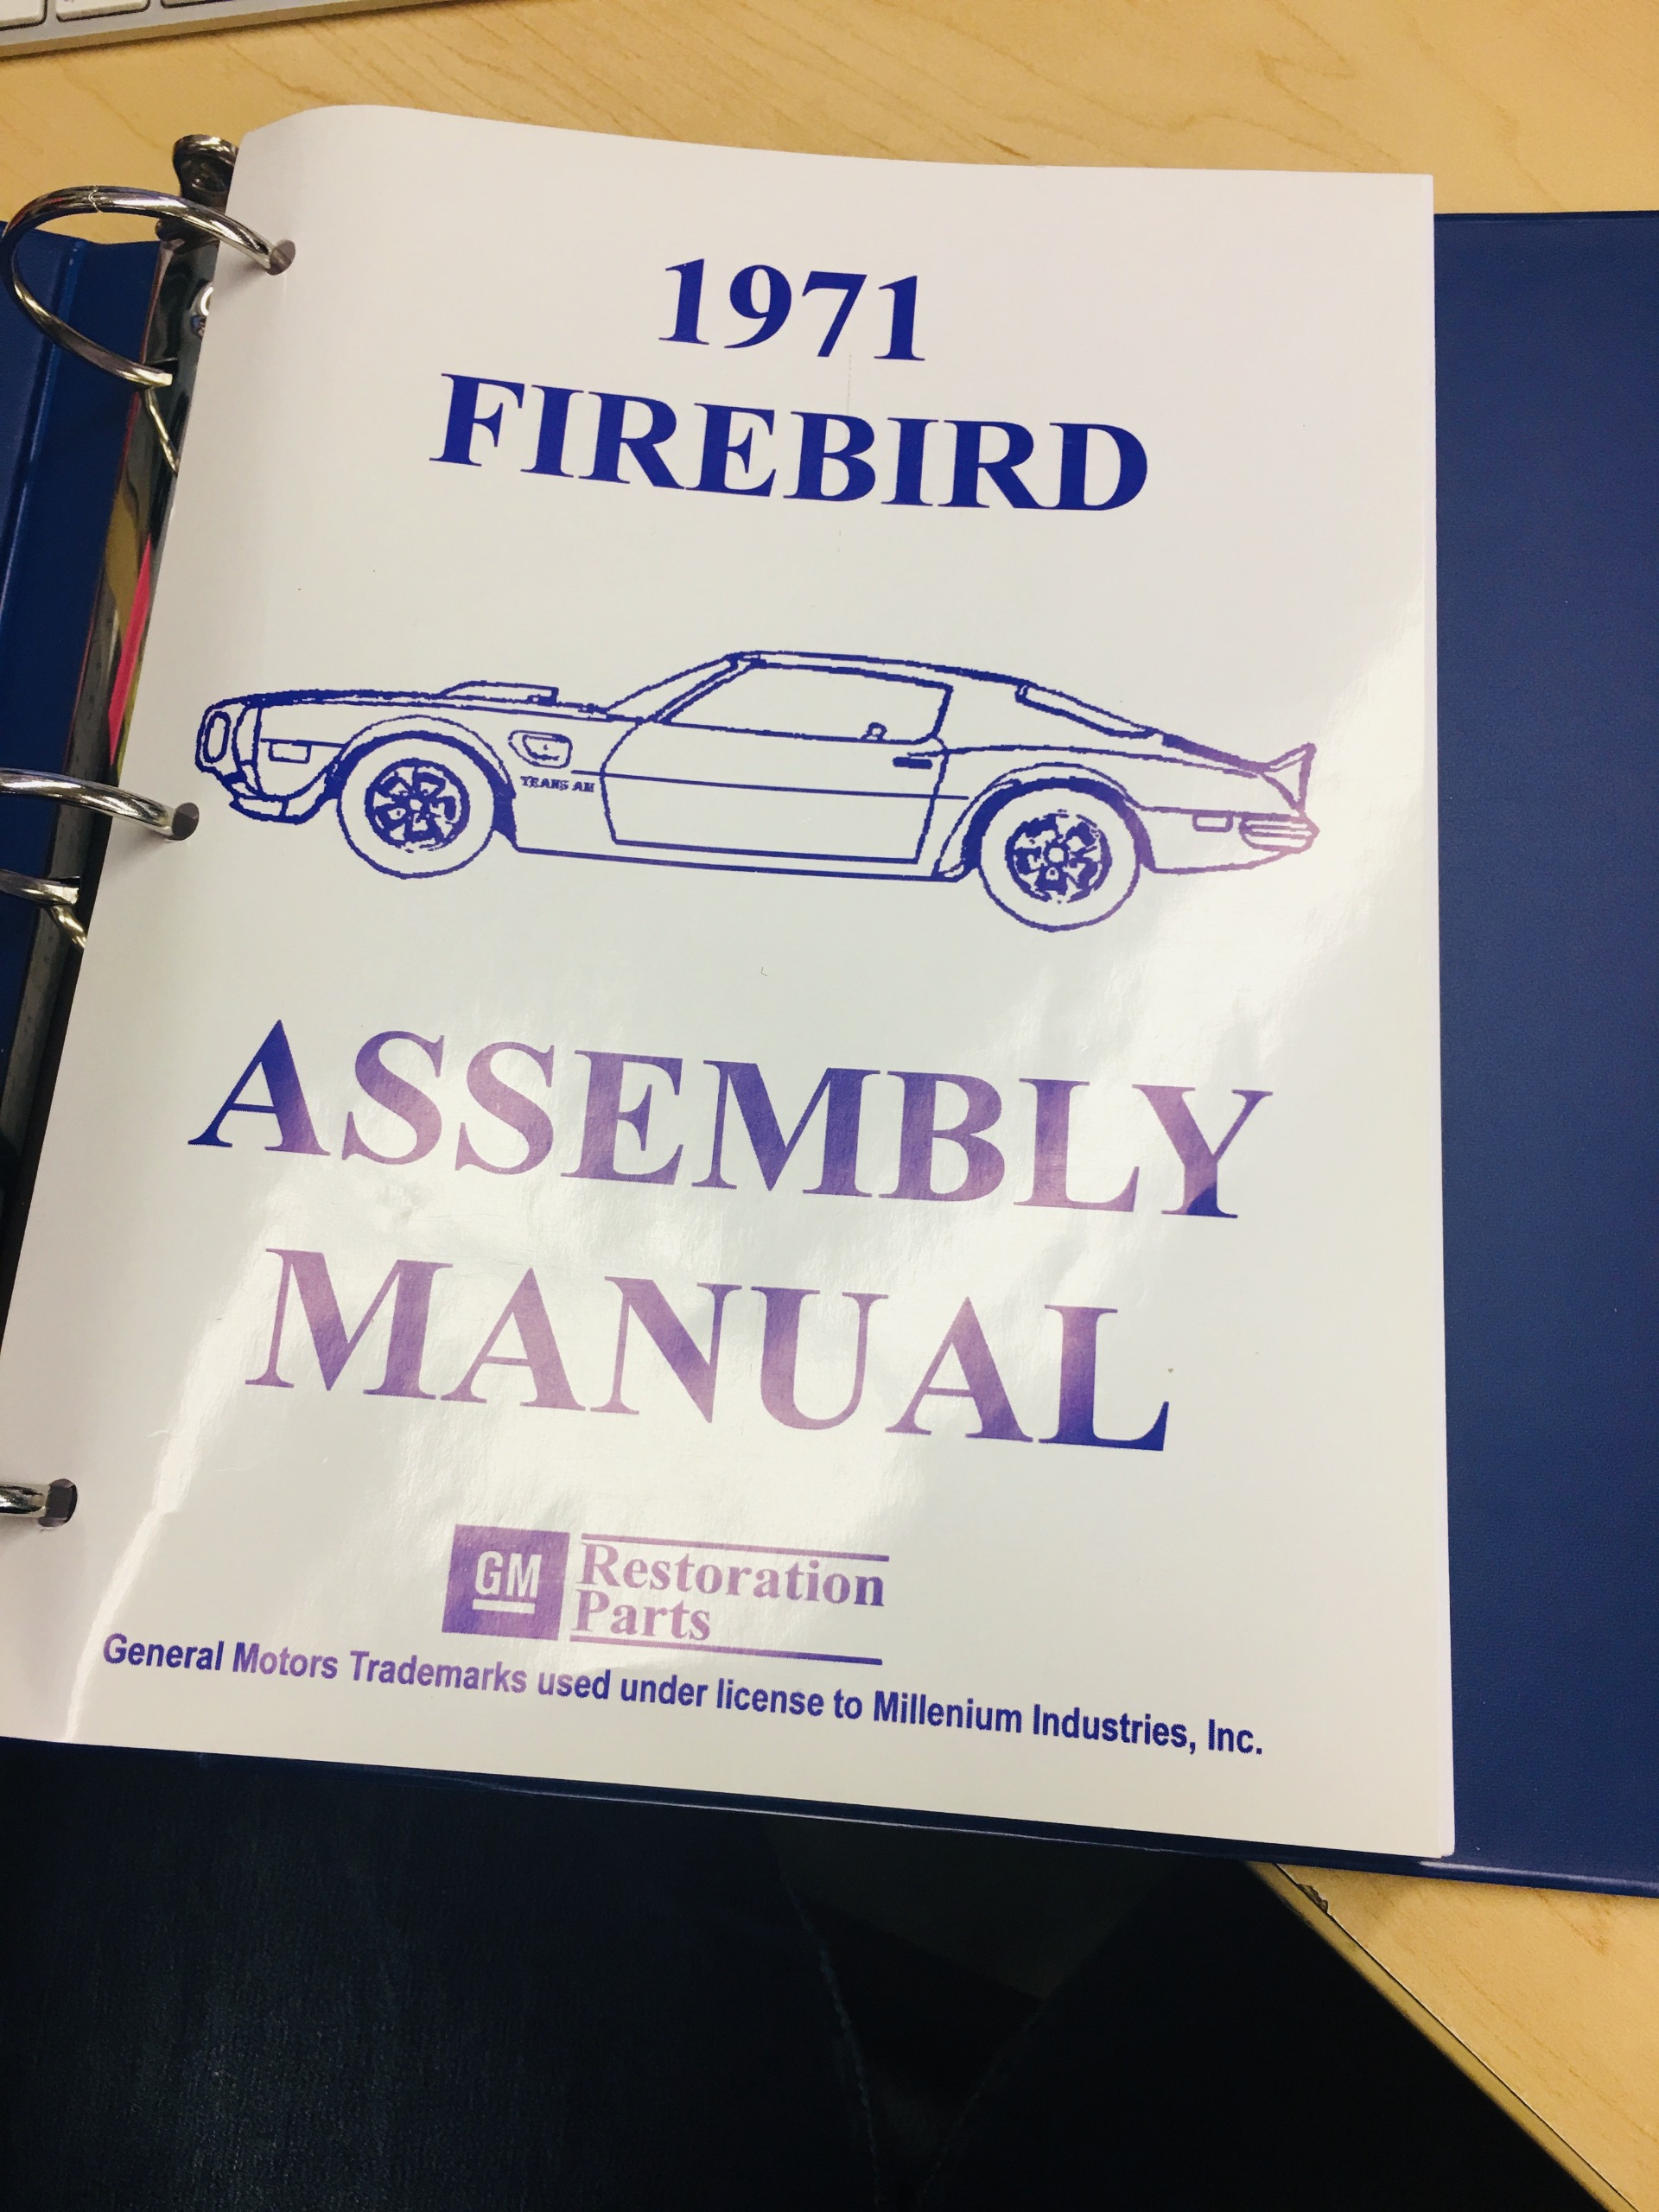 1971
FIREBIRD
TRANS AM
ASSEMBLY
MANUAL
GM
Restoration
Parts
General Motors Trademarks used under license to Millenium Industries, Inc.